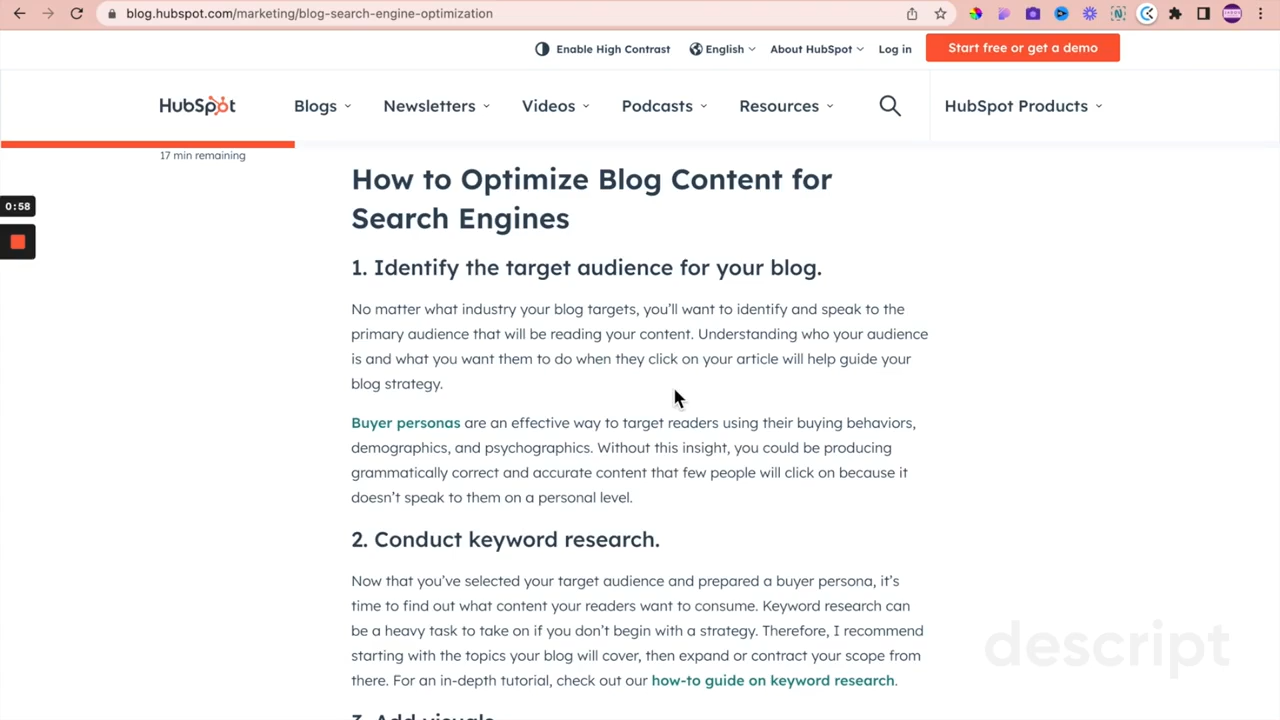 blog.hubspot.com/marketing/blog-search-engine-optimization
Enable High Contrast English About HubSpot Log in Start free or get a demo
HubSpot Blogs Newsletters Videos Podcasts Resources HubSpot Products
17 min remaining
How to Optimize Blog Content for
Search Engines
0:58
1. Identify the target audience for your blog.
No matter what industry your blog targets, you’ll want to identify and speak to the
primary audience that will be reading your content. Understanding who your audience
is and what you want them to do when they click on your article will help guide your
blog strategy.
Buyer personas are an effective way to target readers using their buying behaviors,
demographics, and psychographics. Without this insight, you could be producing
grammatically correct and accurate content that few people will click on because it
doesn’t speak to them on a personal level.
2. Conduct keyword research.
Now that you’ve selected your target audience and prepared a buyer persona, it’s
time to find out what content your readers want to consume. Keyword research can
be a heavy task to take on if you don’t begin with a strategy. Therefore, I recommend
starting with the topics your blog will cover, then expand or contract your scope from
there. For an in-depth tutorial, check out our how-to guide on keyword research.
descript
3. Add visuals